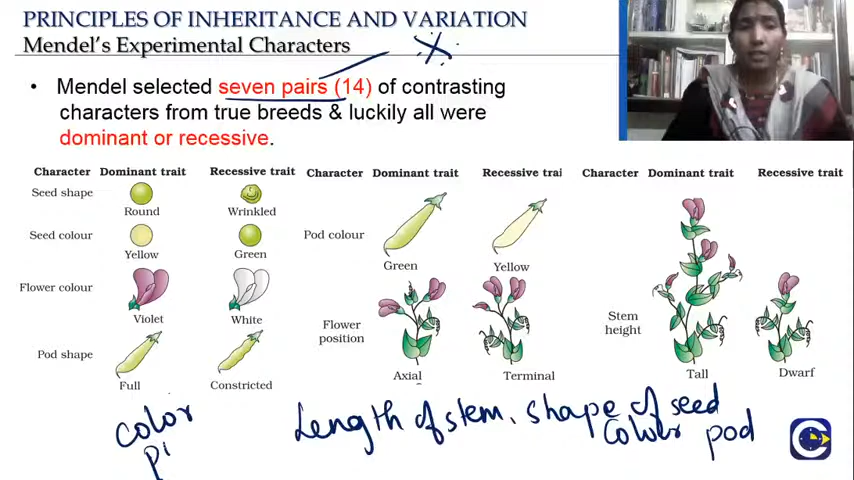 PRINCIPLES OF INHERITANCE AND VARIATION
Mendel's Experimental Characters
• Mendel selected seven pairs (14) of contrasting
characters from true breeds & luckily all were
dominant or recessive.
Character Dominant trait Recessive trait
Seed shape
Round Wrinkled
Seed colour
Yellow Green
Flower colour
Violet White
Pod shape
Full Constricted
Character Dominant trait Recessive trai
Pod colour
Green Yellow
Flower
position
Axial Terminal
Character Dominant trait Recessive trait
Stem
height
Tall Dwarf
Length of stem, shape of seed
color
colour pod